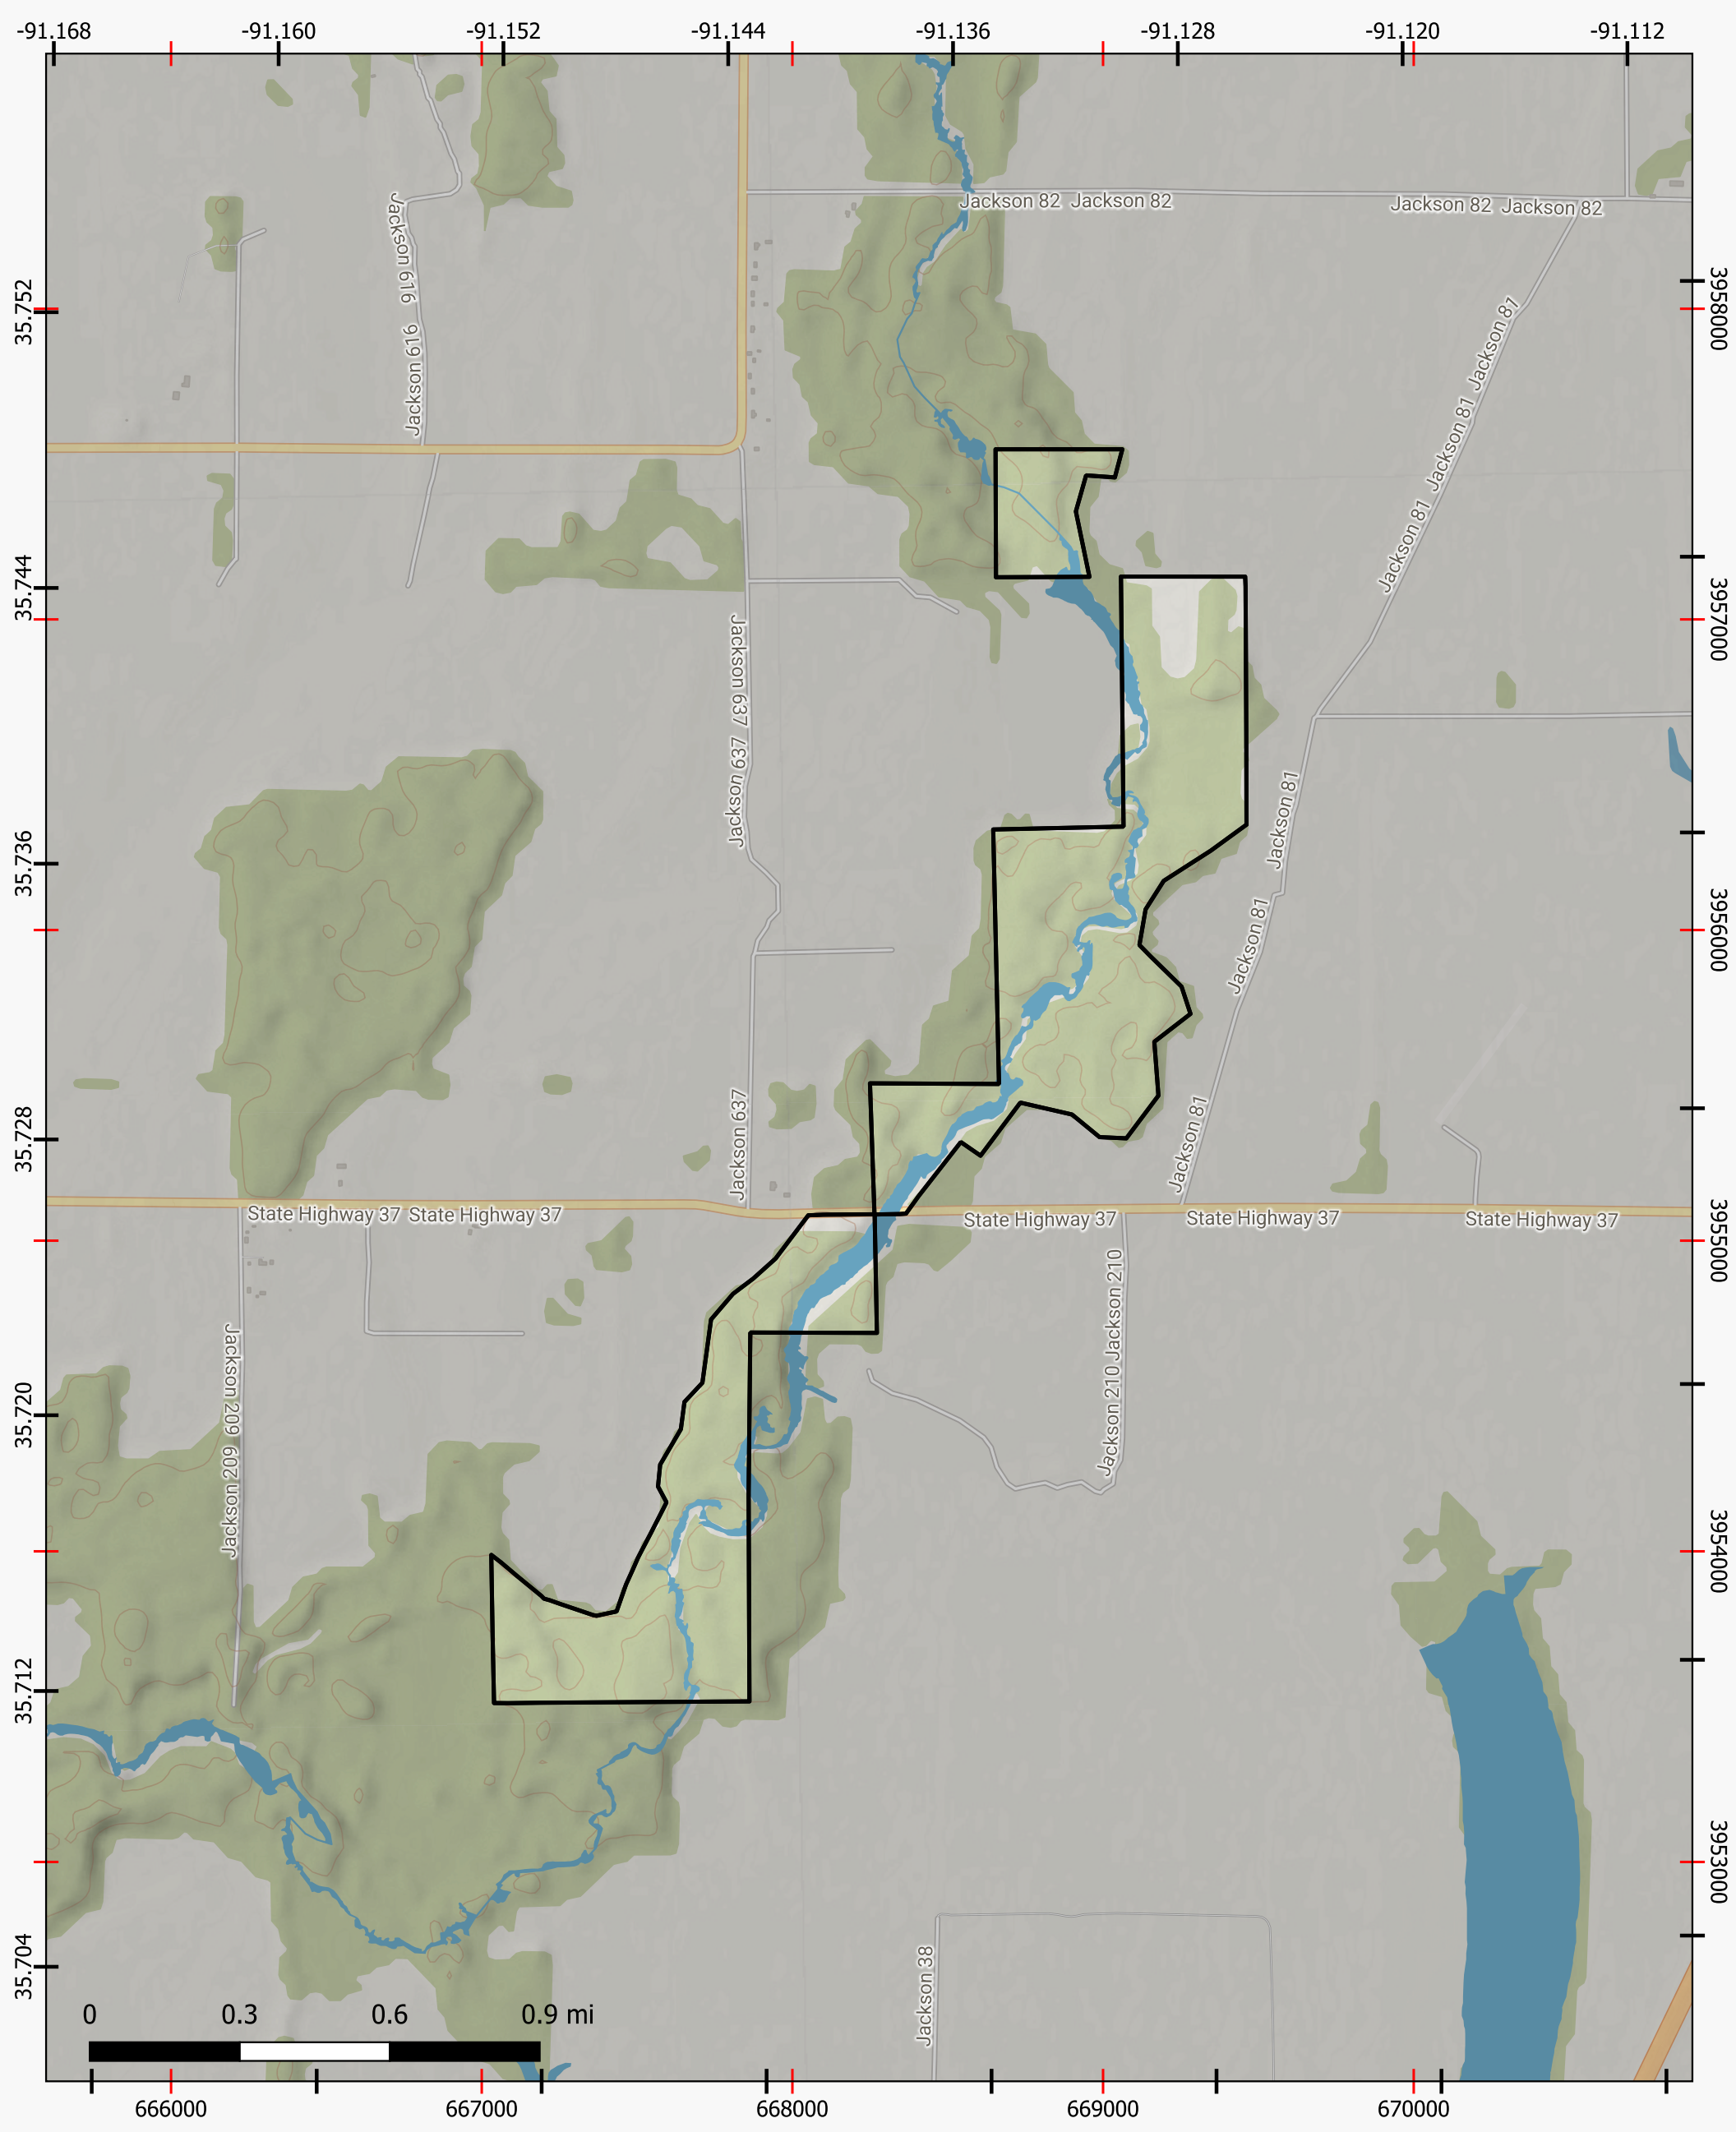 -91.168 -91.160 -91.152 -91.144 -91.136 -91.128 -91.120 -91.112
Jackson 82 Jackson 82
Jackson 82 Jackson 82
Jackson 616
Jackson 616
35.752
3958000
Jackson 81
Jackson 81
Jackson 81
35.744
3957000
Jackson 637
Jackson 637
Jackson 81
35.736
3956000
Jackson 81
35.728
Jackson 637
Jackson 81
State Highway 37 State Highway 37
State Highway 37
State Highway 37
State Highway 37
3955000
Jackson 210
Jackson 210
Jackson 209
Jackson 209
35.720
3954000
35.712
3953000
35.704
Jackson 38
0 0.3 0.6 0.9 mi
666000 667000 668000 669000 670000